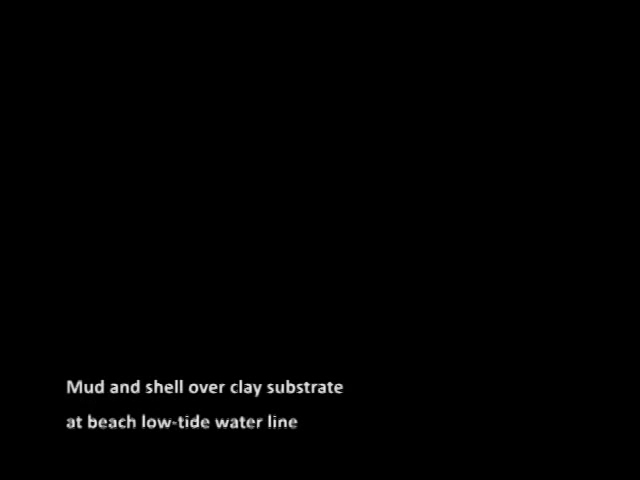 Mud and shell over clay substrate
at beach low-tide water line